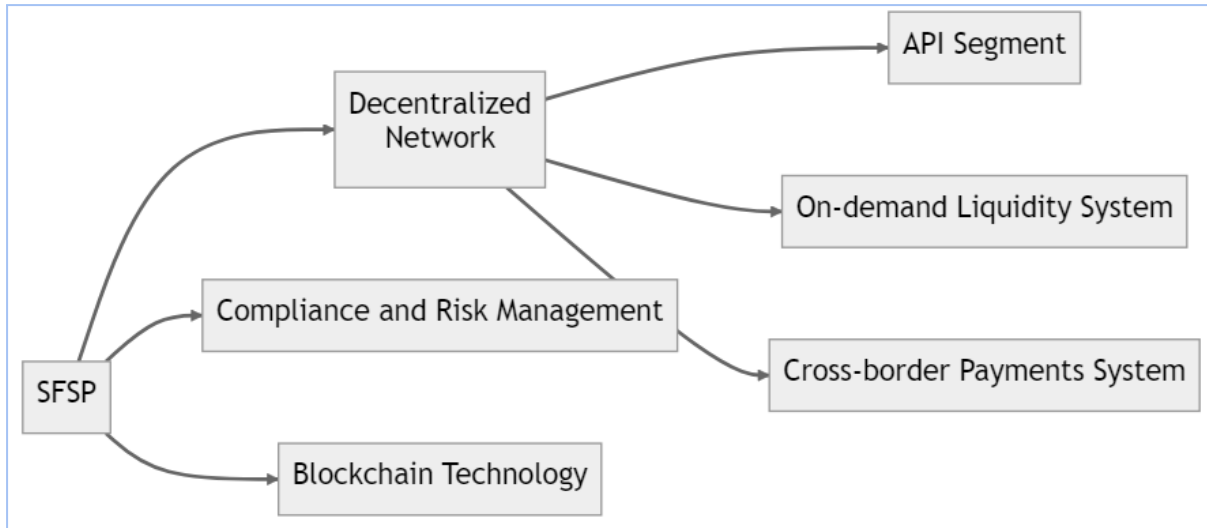 API Segment
Decentralized
Network
On-demand Liquidity System
Compliance and Risk Management
Cross-border Payments System
SFSP
Blockchain Technology